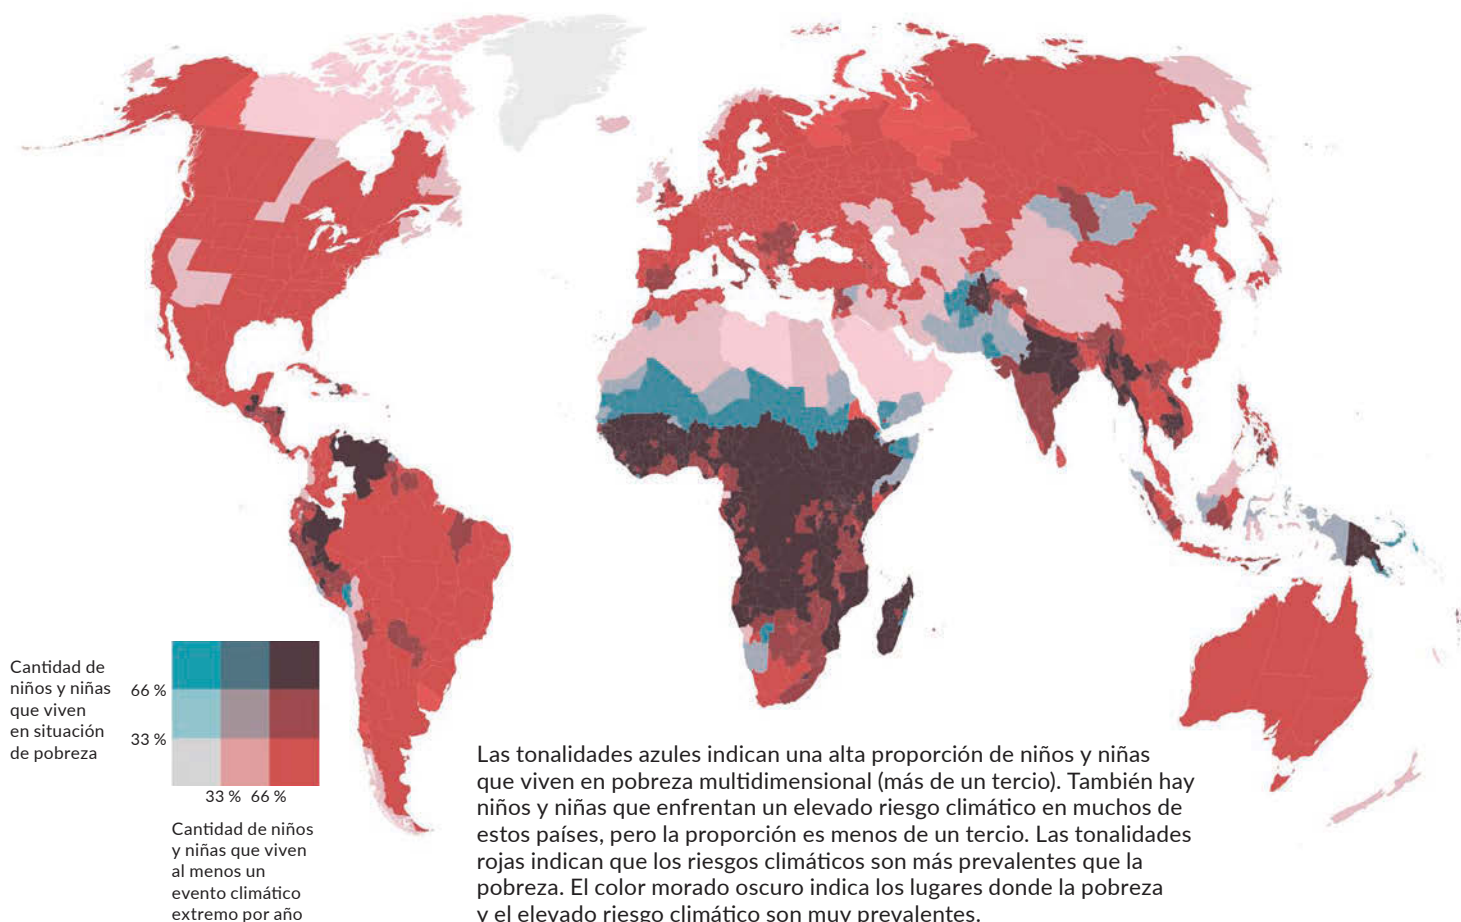 Cantidad de
niños y niñas
que viven
en situación
de pobreza
66 %
33 %
33 % 66 %
Cantidad de niños
y niñas que viven
al menos un
evento climático
extremo por año
Las tonalidades azules indican una alta proporción de niños y niñas
que viven en pobreza multidimensional (más de un tercio). También hay
niños y niñas que enfrentan un elevado riesgo climático en muchos de
estos países, pero la proporción es menos de un tercio. Las tonalidades
rojas indican que los riesgos climáticos son más prevalentes que la
pobreza. El color morado oscuro indica los lugares donde la pobreza
y el elevado riesgo climático son muy prevalentes.